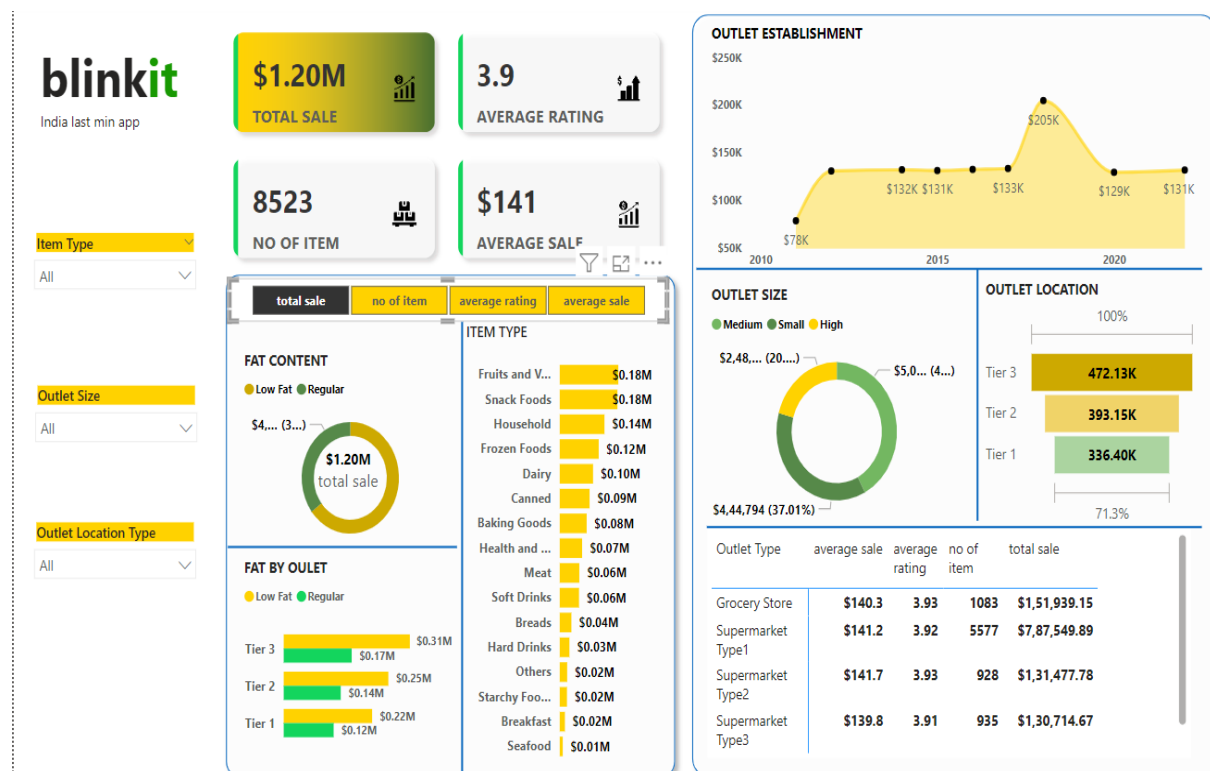 blinkit
India last min app
Item Type
All
Outlet Size
All
Outlet Location Type
All
$1.20M
TOTAL SALE
3.9
AVERAGE RATING
8523
NO OF ITEM
$141
AVERAGE SALE
total sale
no of item
average rating
average sale
FAT CONTENT
Low Fat
Regular
$4,... (3...)
$1.20M
total sale
FAT BY OULET
Low Fat
Regular
Tier 3
$0.31M
$0.17M
Tier 2
$0.25M
$0.14M
Tier 1
$0.22M
$0.12M
ITEM TYPE
Fruits and V... $0.18M
Snack Foods $0.18M
Household $0.14M
Frozen Foods $0.12M
Dairy $0.10M
Canned $0.09M
Baking Goods $0.08M
Health and ... $0.07M
Meat $0.06M
Soft Drinks $0.06M
Breads $0.04M
Hard Drinks $0.03M
Others $0.02M
Starchy Foo... $0.02M
Breakfast $0.02M
Seafood $0.01M
OUTLET ESTABLISHMENT
$250K
$200K
$150K
$100K
$50K
$78K
$132K
$131K
$133K
$205K
$129K
$131K
2010
2015
2020
OUTLET SIZE
Medium
Small
High
$2,48,... (20....)
$5,0... (4...)
$4,44,794 (37.01%)
OUTLET LOCATION
100%
Tier 3 472.13K
Tier 2 393.15K
Tier 1 336.40K
71.3%
Outlet Type average sale average rating no of item total sale
Grocery Store $140.3 3.93 1083 $1,51,939.15
Supermarket Type1 $141.2 3.92 5577 $7,87,549.89
Supermarket Type2 $141.7 3.93 928 $1,31,477.78
Supermarket Type3 $139.8 3.91 935 $1,30,714.67